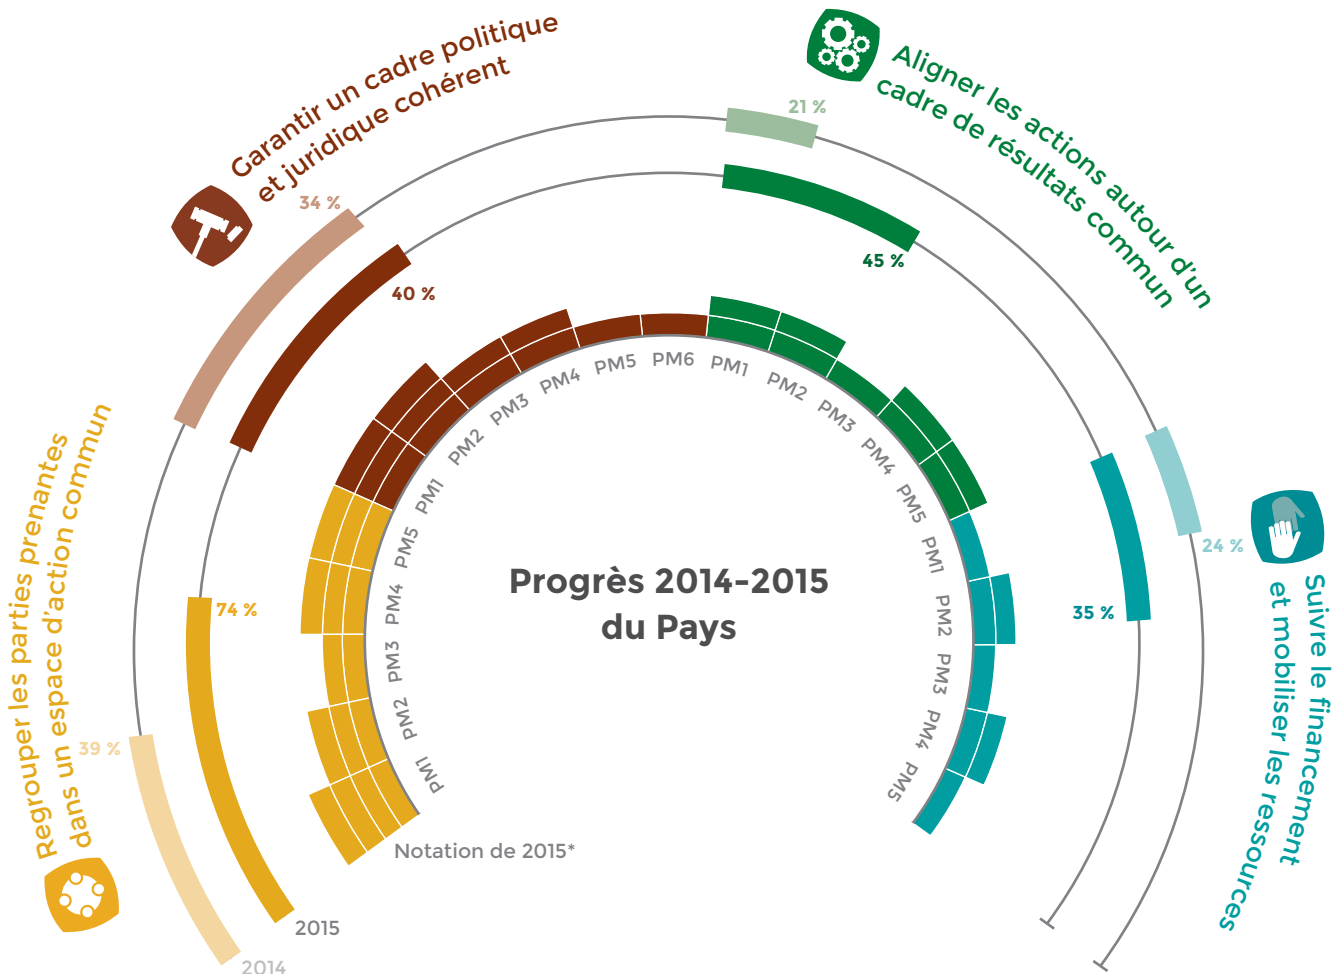 Garantir un cadre politique
et juridique cohérent
34 %
40 %
Aligner les actions autour d'un
cadre de résultats commun
21 %
45 %
Regrouper les parties prenantes
dans un espace d'action commun
74 %
39 %
Suivre le financement
et mobiliser les ressources
24 %
35 %
PM1
PM2
PM3
PM4
PM5
PM1
PM2
PM3
PM4
PM5
PM6
PM1
PM2
PM3
PM4
PM5
PM1
PM2
PM3
PM4
PM5
Progrès 2014-2015
du Pays
Notation de 2015*
2015
2014